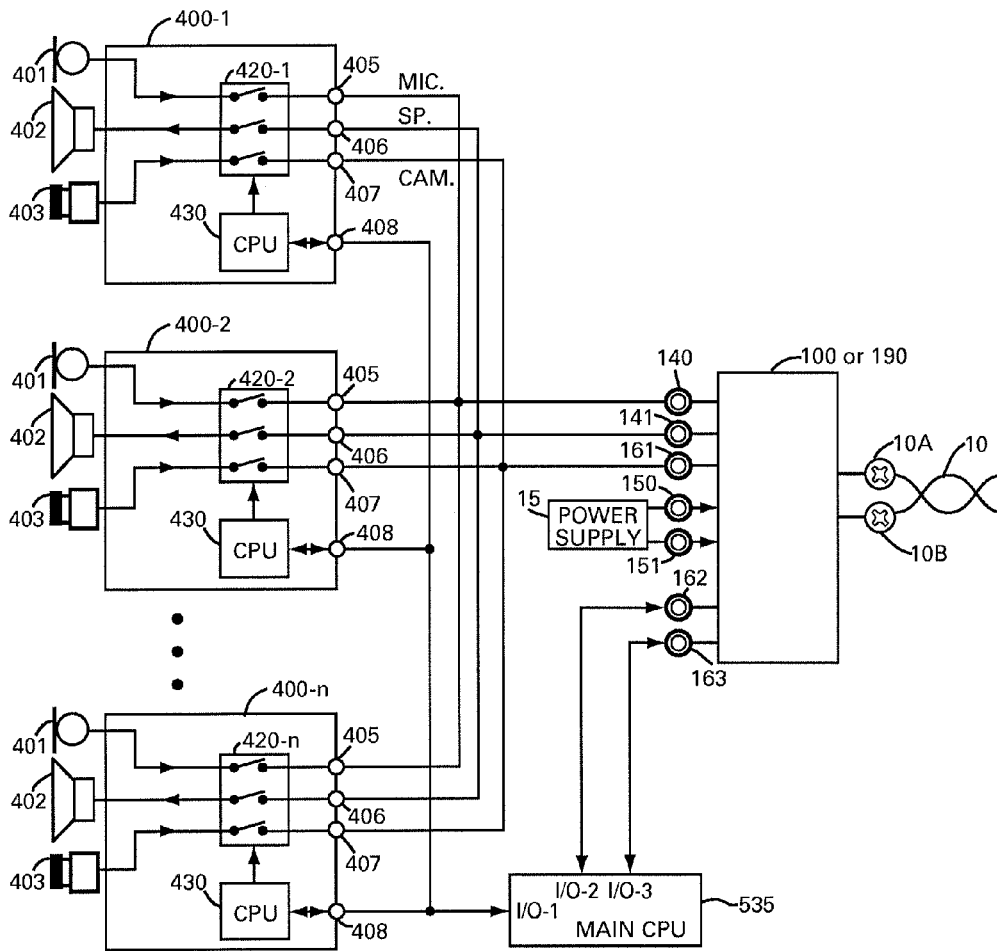 400-1
401
420-1
405
MIC.
402
SP.
406
403
407
CAM.
430
CPU
408
400-2
401
420-2
405
402
406
403
407
430
CPU
408
140
100 or 190
141
161
10A
10
150
15
POWER
SUPPLY
151
10B
162
163
400-n
401
420-n
405
402
406
403
407
430
CPU
408
I/O-2 I/O-3
I/O-1
MAIN CPU
535